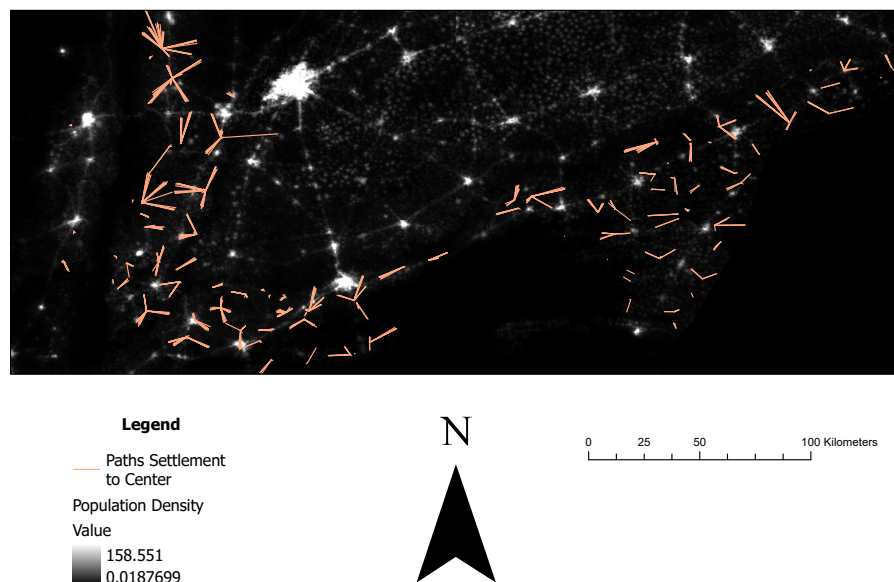 Legend
Paths Settlement
to Center
Population Density
Value
158.551
0.0187699
N
0 25 50 100 Kilometers